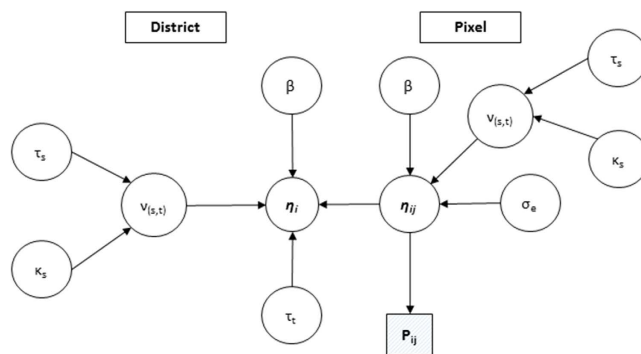 District
Pixel
β
β
τs
ν(s,t)
τs
κs
ν(s,t)
ηi
ηij
σe
κs
τt
Pij